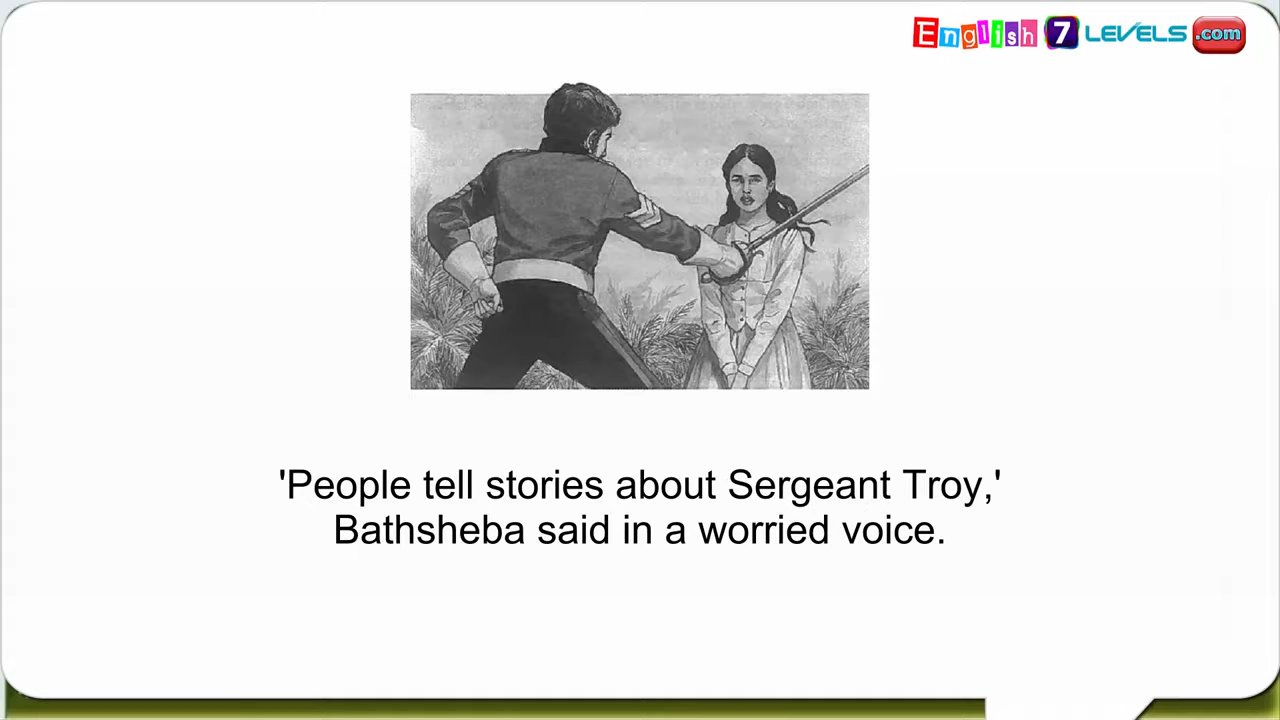 English 7 LEVELS .com
'People tell stories about Sergeant Troy,'
Bathsheba said in a worried voice.